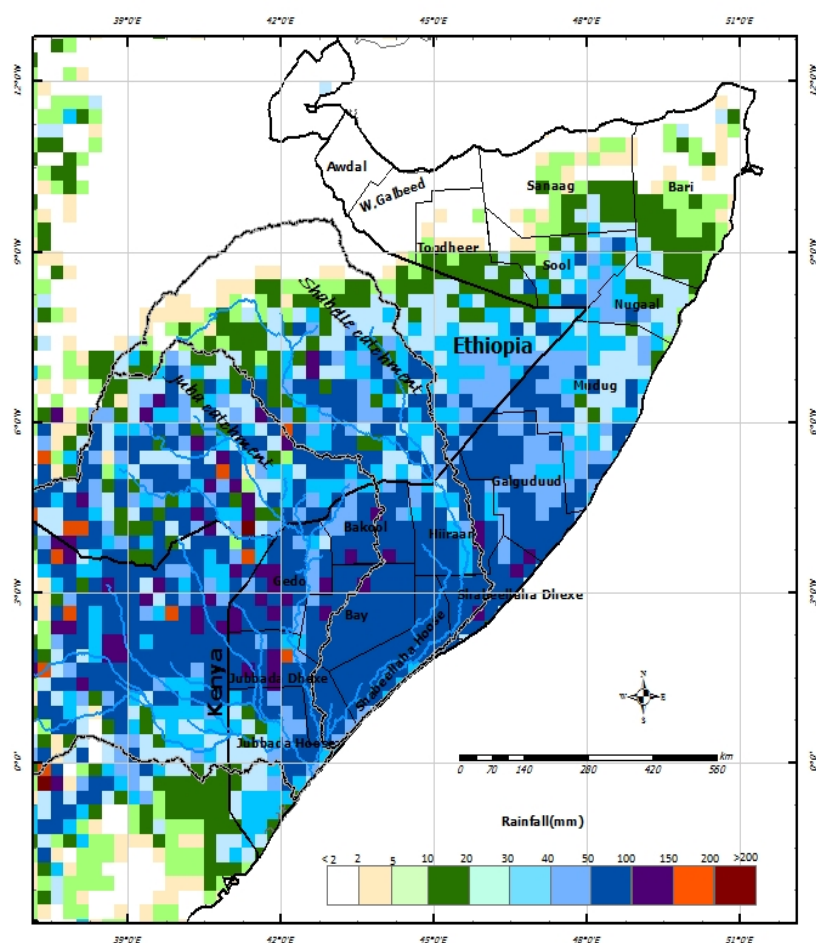 39°0'E 42°0'E 45°0'E 48°0'E 51°0'E
12°0'W 12°0'W
Awdal
W.Galbeed
Sanaag
Bari
Togdheer
9°0'W 9°0'W
Sool
Shabelle catchment
Nugaal
Ethiopia
Juba catchment
Mudug
6°0'W 6°0'W
Galguduud
Bakool
Hiiraan
Gedo
3°0'W 3°0'W
Shabeellaha Dhexe
Bay
Shabeellaha Hoose
Kenya
Jubbada Dhexe
N
W E
S
Jubbada Hoose
0°0' 0°0'
km
0 70 140 280 420 560
Rainfall(mm)
<2 2 5 10 20 30 40 50 100 150 200 >200
39°0'E 42°0'E 45°0'E 48°0'E 51°0'E